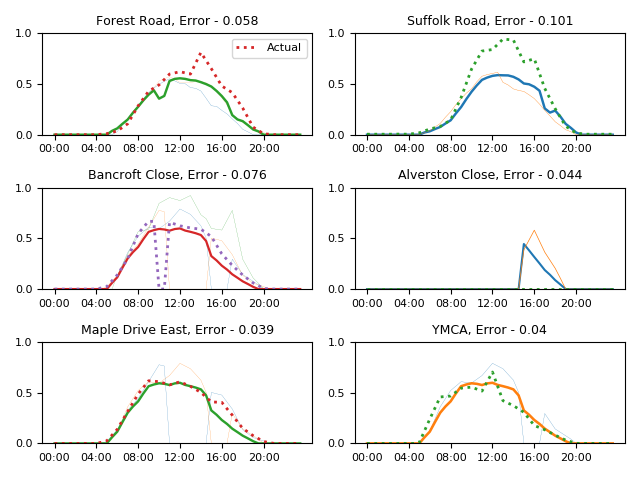 Forest Road, Error - 0.058
1.0
0.5
0.0
Actual
00:00 04:00 08:00 12:00 16:00 20:00
Suffolk Road, Error - 0.101
1.0
0.5
0.0
00:00 04:00 08:00 12:00 16:00 20:00
Bancroft Close, Error - 0.076
1.0
0.5
0.0
00:00 04:00 08:00 12:00 16:00 20:00
Alverston Close, Error - 0.044
1.0
0.5
0.0
00:00 04:00 08:00 12:00 16:00 20:00
Maple Drive East, Error - 0.039
1.0
0.5
0.0
00:00 04:00 08:00 12:00 16:00 20:00
YMCA, Error - 0.04
1.0
0.5
0.0
00:00 04:00 08:00 12:00 16:00 20:00